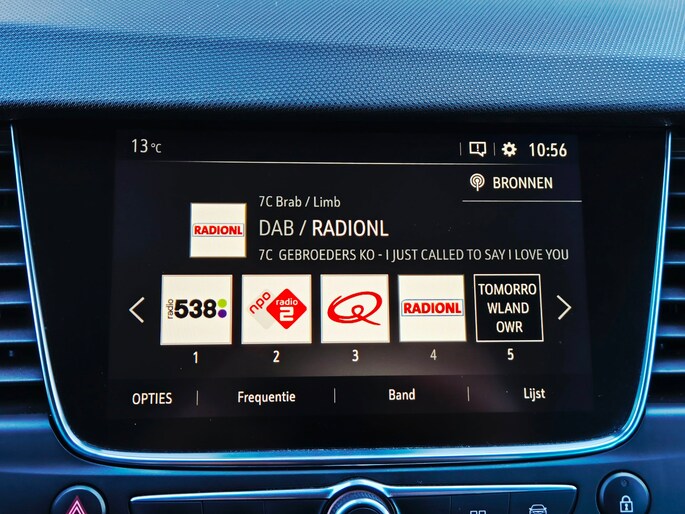 13 °C
10:56
BRONNEN
7C Brab / Limb
RADIONL
DAB / RADIONL
7C GEBROEDERS KO - I JUST CALLED TO SAY I LOVE YOU
radio 538
npo radio 2
Q
RADIONL
TOMORRO
WLAND
OWR
1 2 3 4 5
OPTIES | Frequentie | Band | Lijst